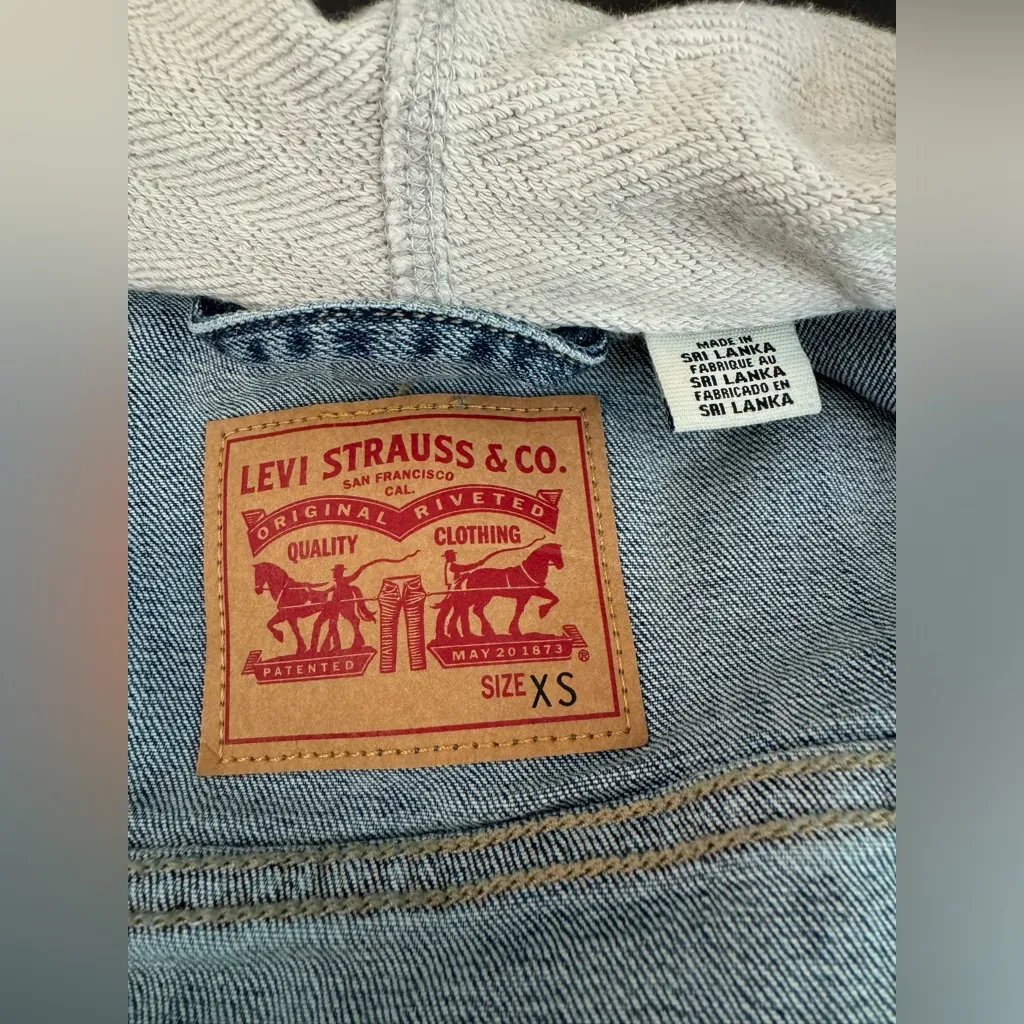 MADE IN
SRI LANKA
FABRIQUE AU
SRI LANKA
FABRICADO EN
SRI LANKA
LEVI STRAUSS & CO.
SAN FRANCISCO
CAL.
ORIGINAL RIVETED
QUALITY CLOTHING
PATENTED MAY 20 1873 ®
SIZE XS